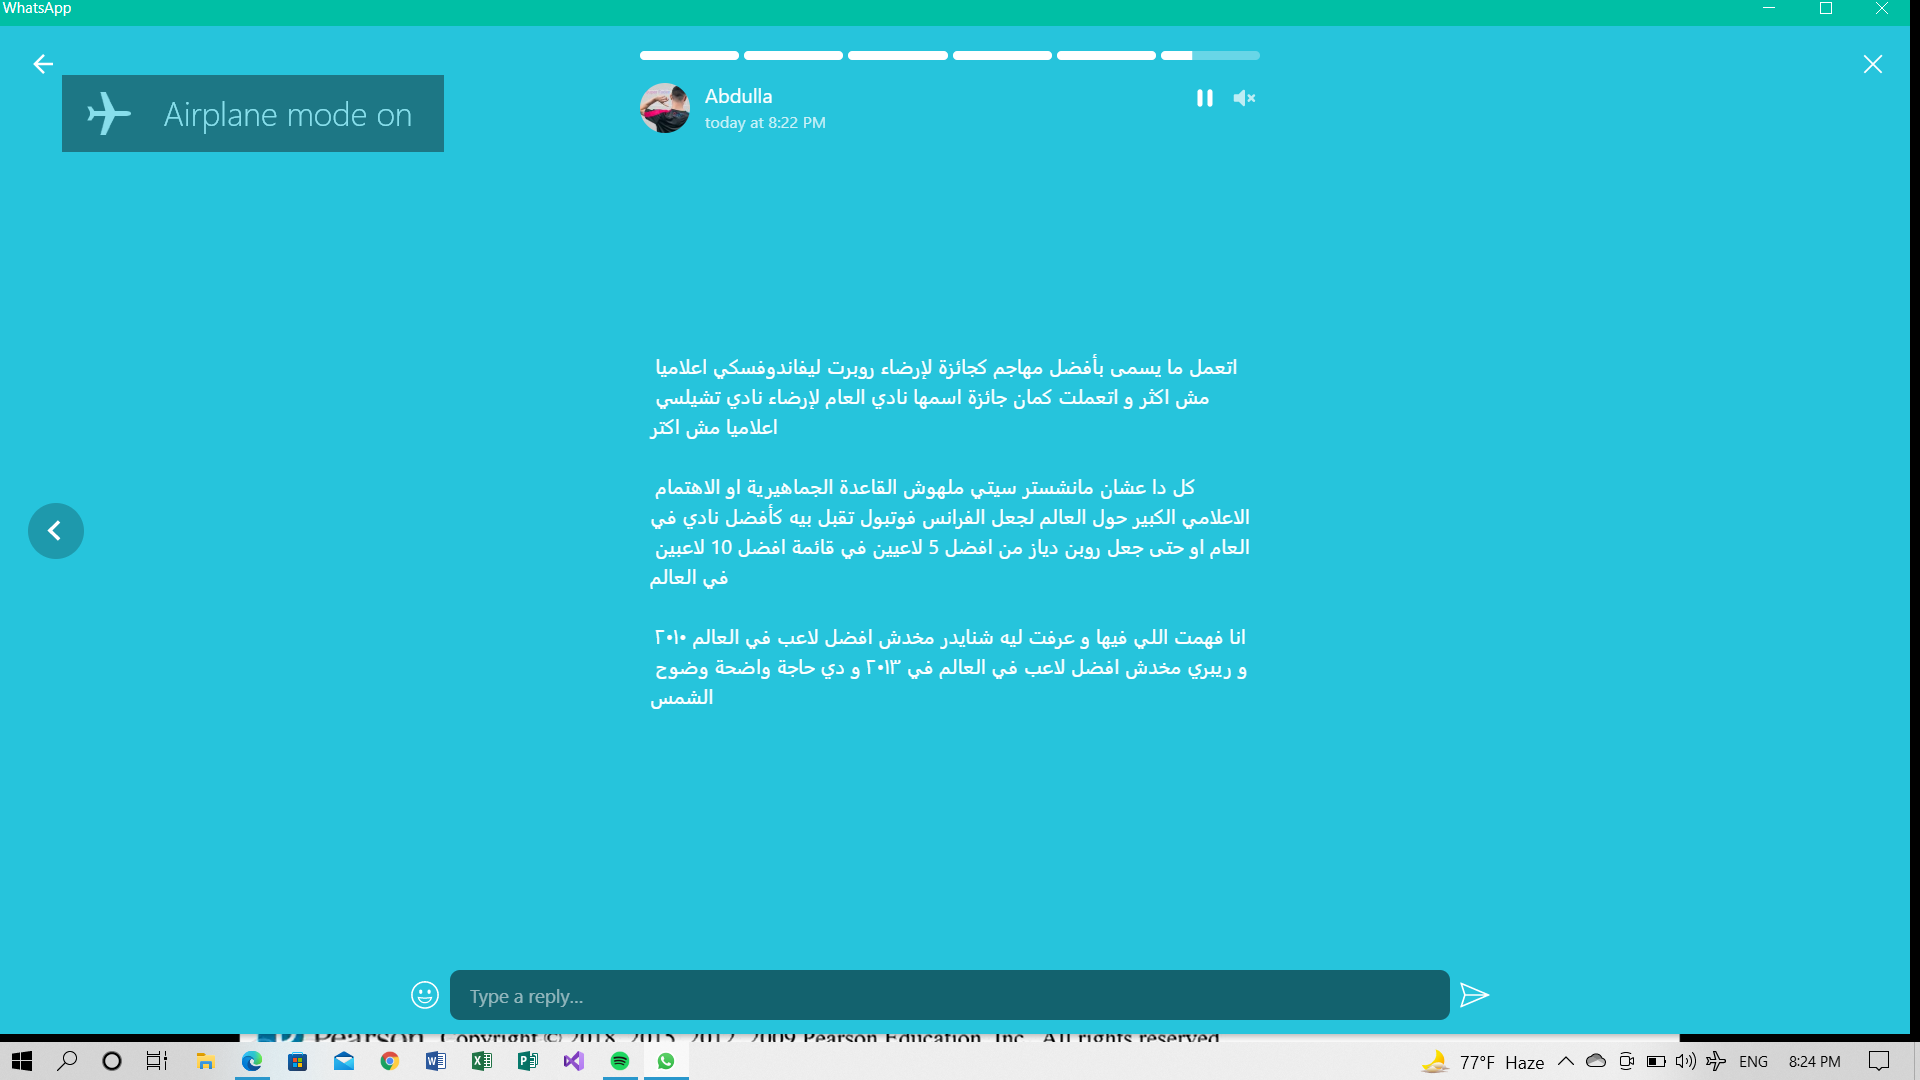 WhatsApp
Airplane mode on
Abdulla
today at 8:22 PM
اتعمل ما يسمى بأفضل مهاجم كجائزة لإرضاء روبرت ليفاندوفسكي اعلاميا
مش اكثر و اتعملت كمان جائزة اسمها نادي العام لإرضاء نادي تشيلسي
اعلاميا مش اكتر
كل دا عشان مانشستر سيتي ملهوش القاعدة الجماهيرية او الاهتمام
الاعلامي الكبير حول العالم لجعل الفرانس فوتبول تقبل بيه كأفضل نادي في
العام او حتى جعل روبن دياز من افضل 5 لاعبين في قائمة افضل 10 لاعبين
في العالم
انا فهمت اللي فيها و عرفت ليه شنايدر مخدش افضل لاعب في العالم ٢٠١٠
و ريبري مخدش افضل لاعب في العالم في ٢٠١٣ و دي حاجة واضحة وضوح
الشمس
Type a reply...
Pearson Copyright © 2018, 2015, 2012, 2009 Pearson Education, Inc. All rights reserved
77°F Haze ENG 8:24 PM